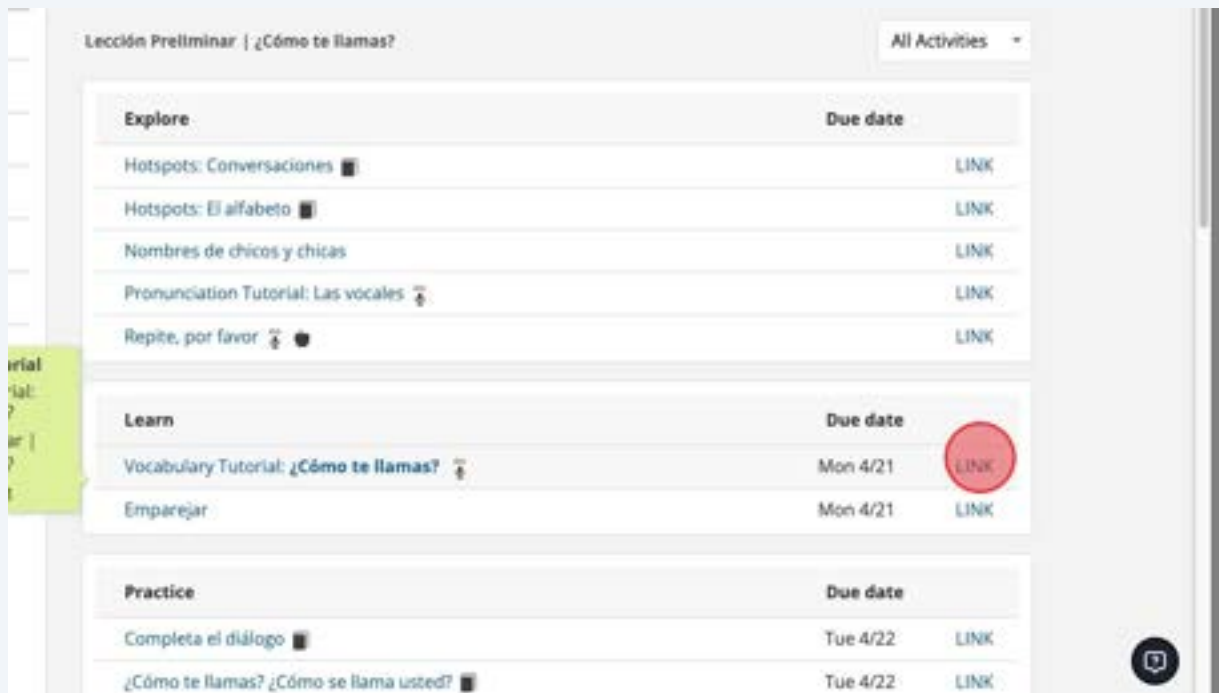 Lección Preliminar | ¿Cómo te llamas?
All Activities
Explore Due date
Hotspots: Conversaciones LINK
Hotspots: El alfabeto LINK
Nombres de chicos y chicas LINK
Pronunciation Tutorial: Las vocales LINK
Repite, por favor LINK
Learn Due date
Vocabulary Tutorial: ¿Cómo te llamas? Mon 4/21 LINK
Emparejar Mon 4/21 LINK
Practice Due date
Completa el diálogo Tue 4/22 LINK
¿Cómo te llamas? ¿Cómo se llama usted? Tue 4/22 LINK